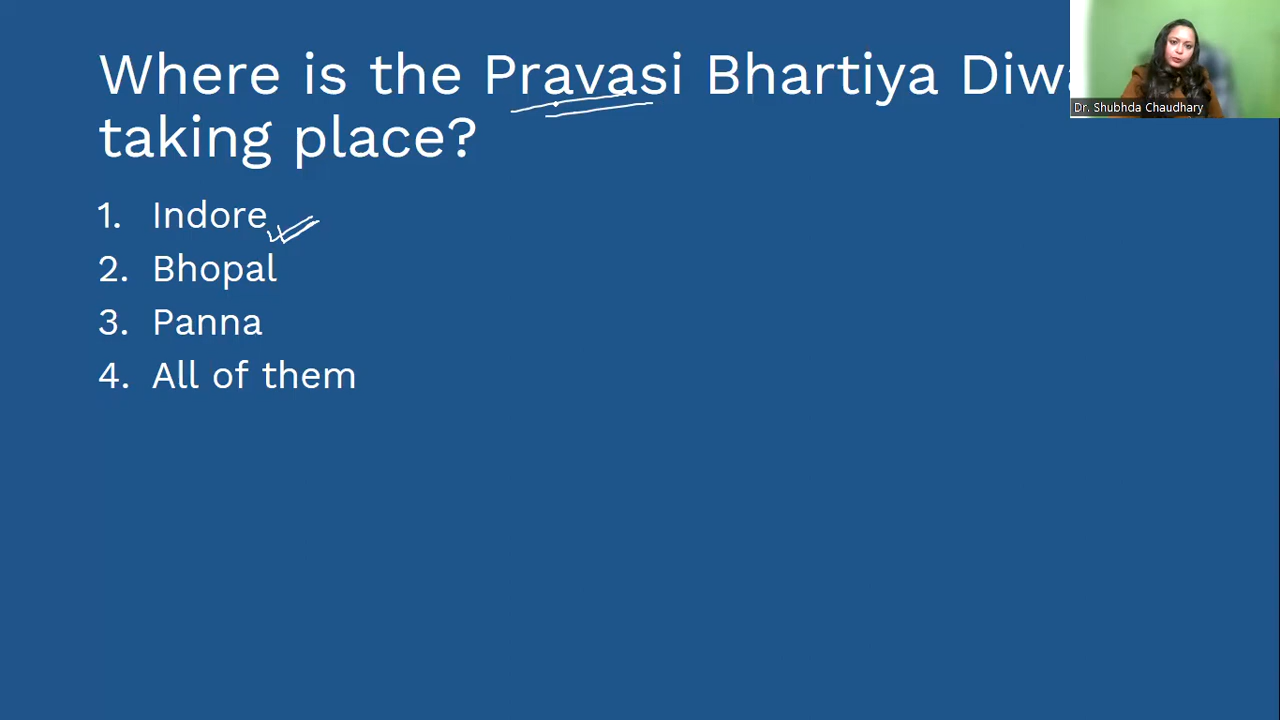 Where is the Pravasi Bhartiya
taking place?
1. Indore
2. Bhopal
3. Panna
4. All of them
Dr. Shubhda Chaudhary